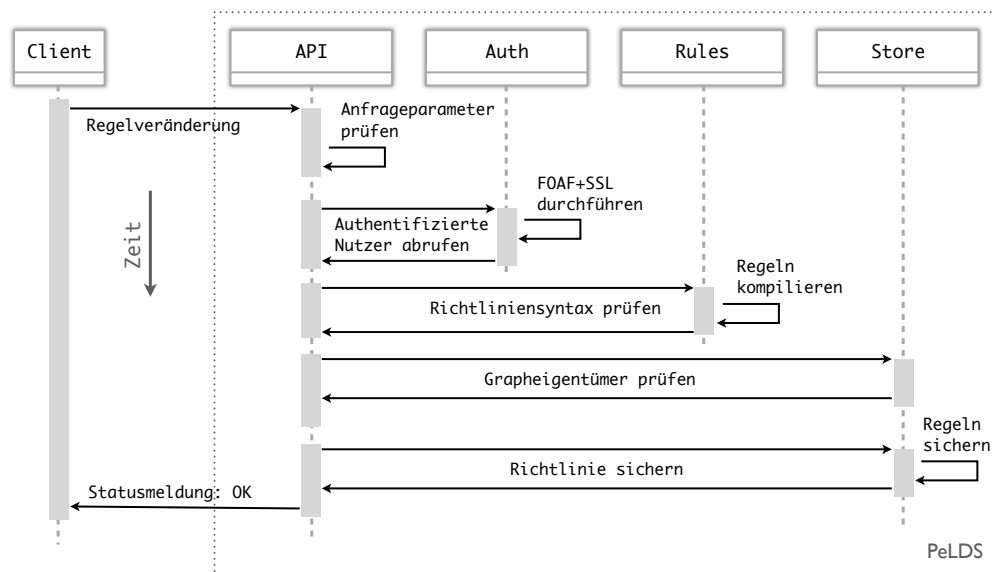 Client
API
Auth
Rules
Store
Regelveränderung
Anfrageparameter
prüfen
Zeit
FOAF+SSL
durchführen
Authentifizierte
Nutzer abrufen
Regeln
kompilieren
Richtliniensyntax prüfen
Grapheigentümer prüfen
Regeln
sichern
Richtlinie sichern
Statusmeldung: OK
PeLDS